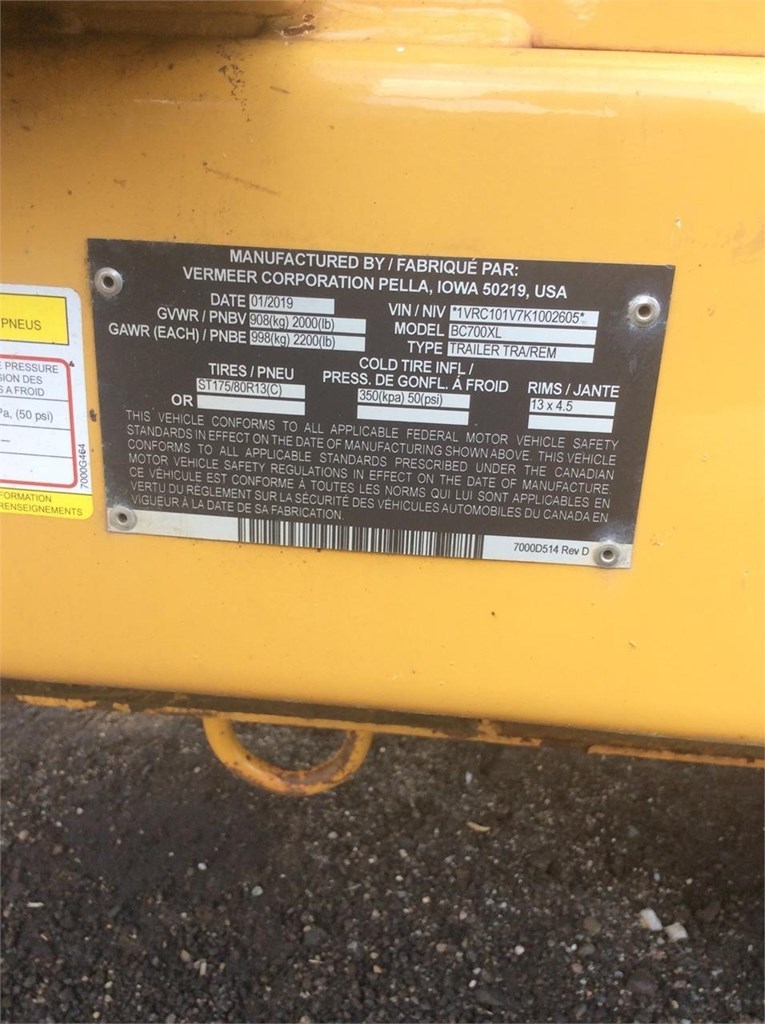 MANUFACTURED BY / FABRIQUÉ PAR:
VERMEER CORPORATION PELLA, IOWA 50219, USA
DATE 01/2019
GVWR / PNBV 908(kg) 2000(lb)
GAWR (EACH) / PNBE 998(kg) 2200(lb)
VIN / NIV *1VRC101V7K1002605*
MODEL BC700XL
TYPE TRAILER TRA/REM
TIRES / PNEU
ST175/80R13(C)
OR
COLD TIRE INFL /
PRESS. DE GONFL. À FROID
350(kpa) 50(psi)
RIMS / JANTE
13 x 4.5
THIS VEHICLE CONFORMS TO ALL APPLICABLE FEDERAL MOTOR VEHICLE SAFETY
STANDARDS IN EFFECT ON THE DATE OF MANUFACTURING SHOWN ABOVE. THIS VEHICLE
CONFORMS TO ALL APPLICABLE STANDARDS PRESCRIBED UNDER THE CANADIAN
MOTOR VEHICLE SAFETY REGULATIONS IN EFFECT ON THE DATE OF MANUFACTURE.
CE VÉHICULE EST CONFORME À TOUTES LES NORMS QUI LUI SONT APPLICABLES EN
VERTU DU RÈGLEMENT SUR LA SÉCURITÉ DES VÉHICULES AUTOMOBILES DU CANADA EN
VIGUEUR À LA DATE DE SA FABRICATION.
7000D514 Rev D
PNEUS
PRESSURE
SION DES
S A FROID
Pa, (50 psi)
—
7000G464
FORMATION
RENSEIGNEMENTS